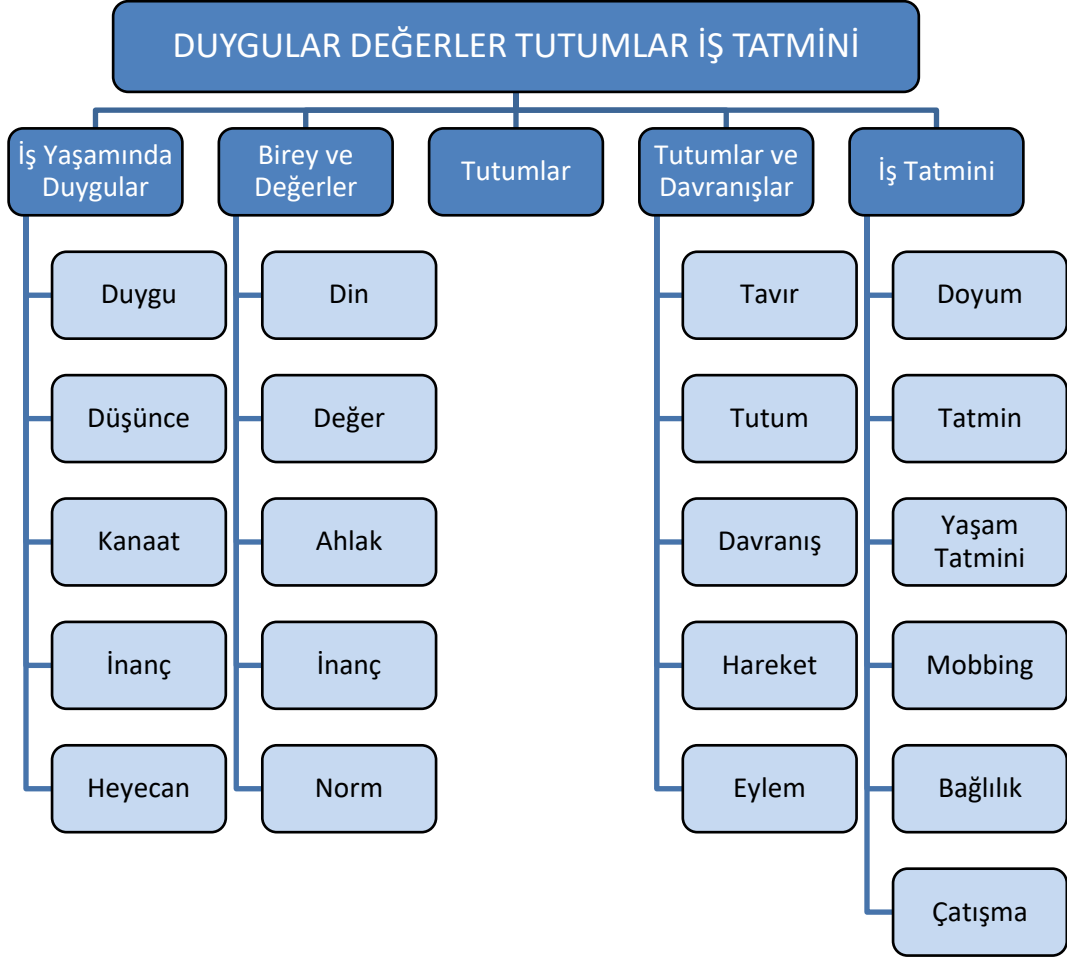 DUYGULAR DEĞERLER TUTUMLAR İŞ TATMİNİ
İş Yaşamında
Duygular
Duygu
Düşünce
Kanaat
İnanç
Heyecan
Birey ve
Değerler
Din
Değer
Ahlak
İnanç
Norm
Tutumlar
Tutumlar ve
Davranışlar
Tavır
Tutum
Davranış
Hareket
Eylem
İş Tatmini
Doyum
Tatmin
Yaşam
Tatmini
Mobbing
Bağlılık
Çatışma